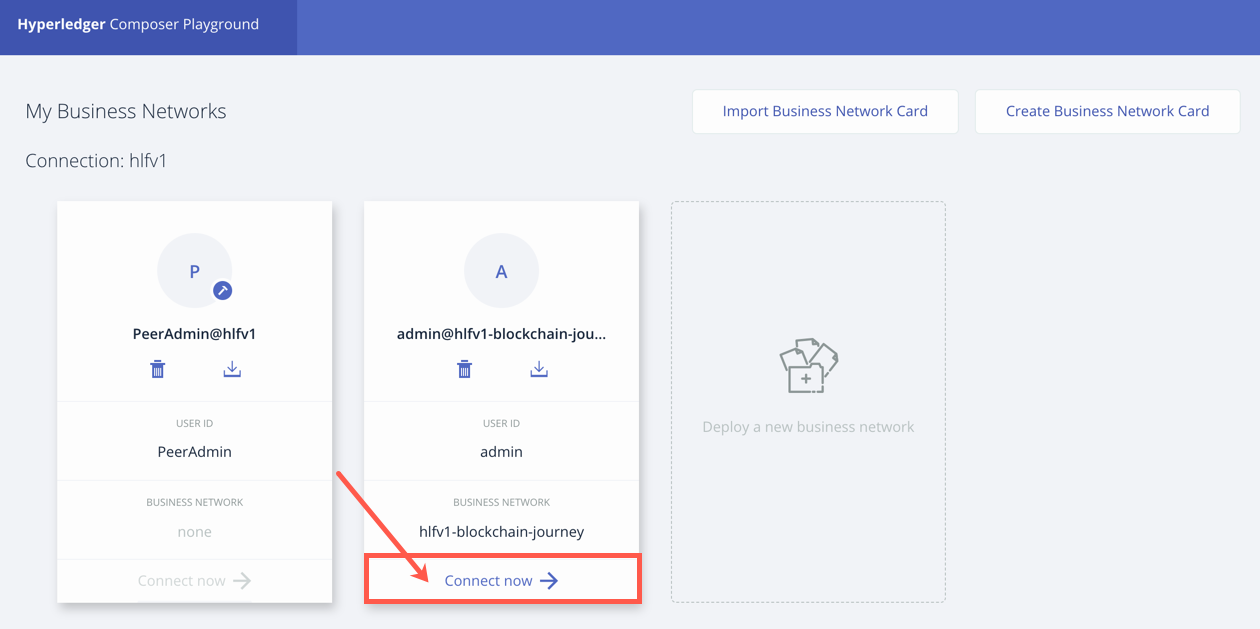 Hyperledger Composer Playground
My Business Networks
Import Business Network Card
Create Business Network Card
Connection: hlfv1
P
PeerAdmin@hlfv1
USER ID
PeerAdmin
BUSINESS NETWORK
none
Connect now
A
admin@hlfv1-blockchain-jou...
USER ID
admin
BUSINESS NETWORK
hlfv1-blockchain-journey
Connect now
Deploy a new business network